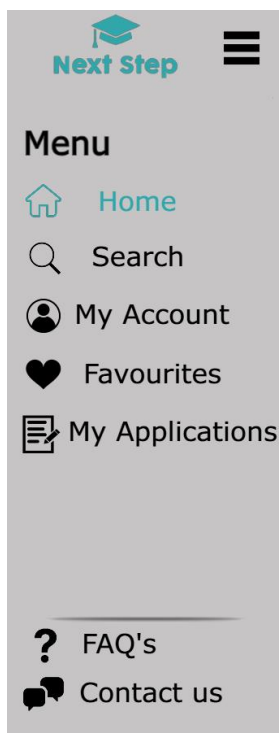 Next Step
Menu
Home
Search
My Account
Favourites
My Applications
FAQ's
Contact us